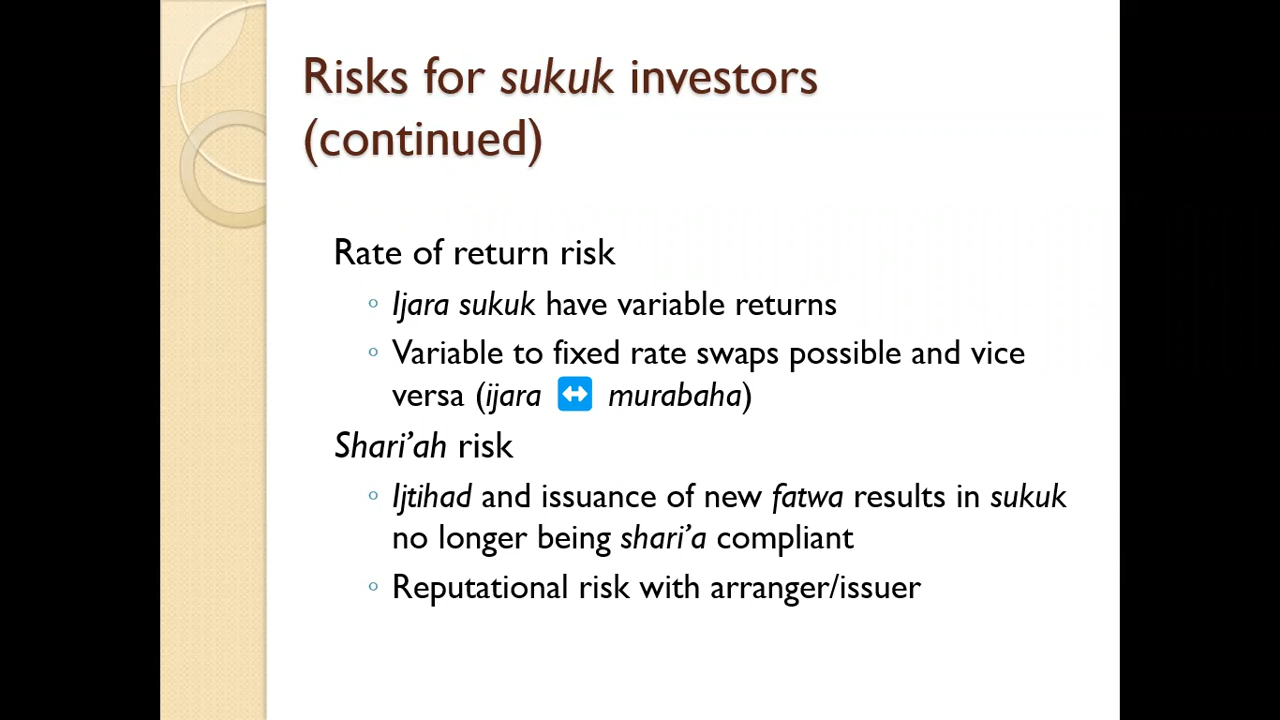 Risks for sukuk investors
(continued)
Rate of return risk
◦ Ijara sukuk have variable returns
◦ Variable to fixed rate swaps possible and vice
versa (ijara ↔ murabaha)
Shari’ah risk
◦ Ijtihad and issuance of new fatwa results in sukuk
no longer being shari’a compliant
◦ Reputational risk with arranger/issuer